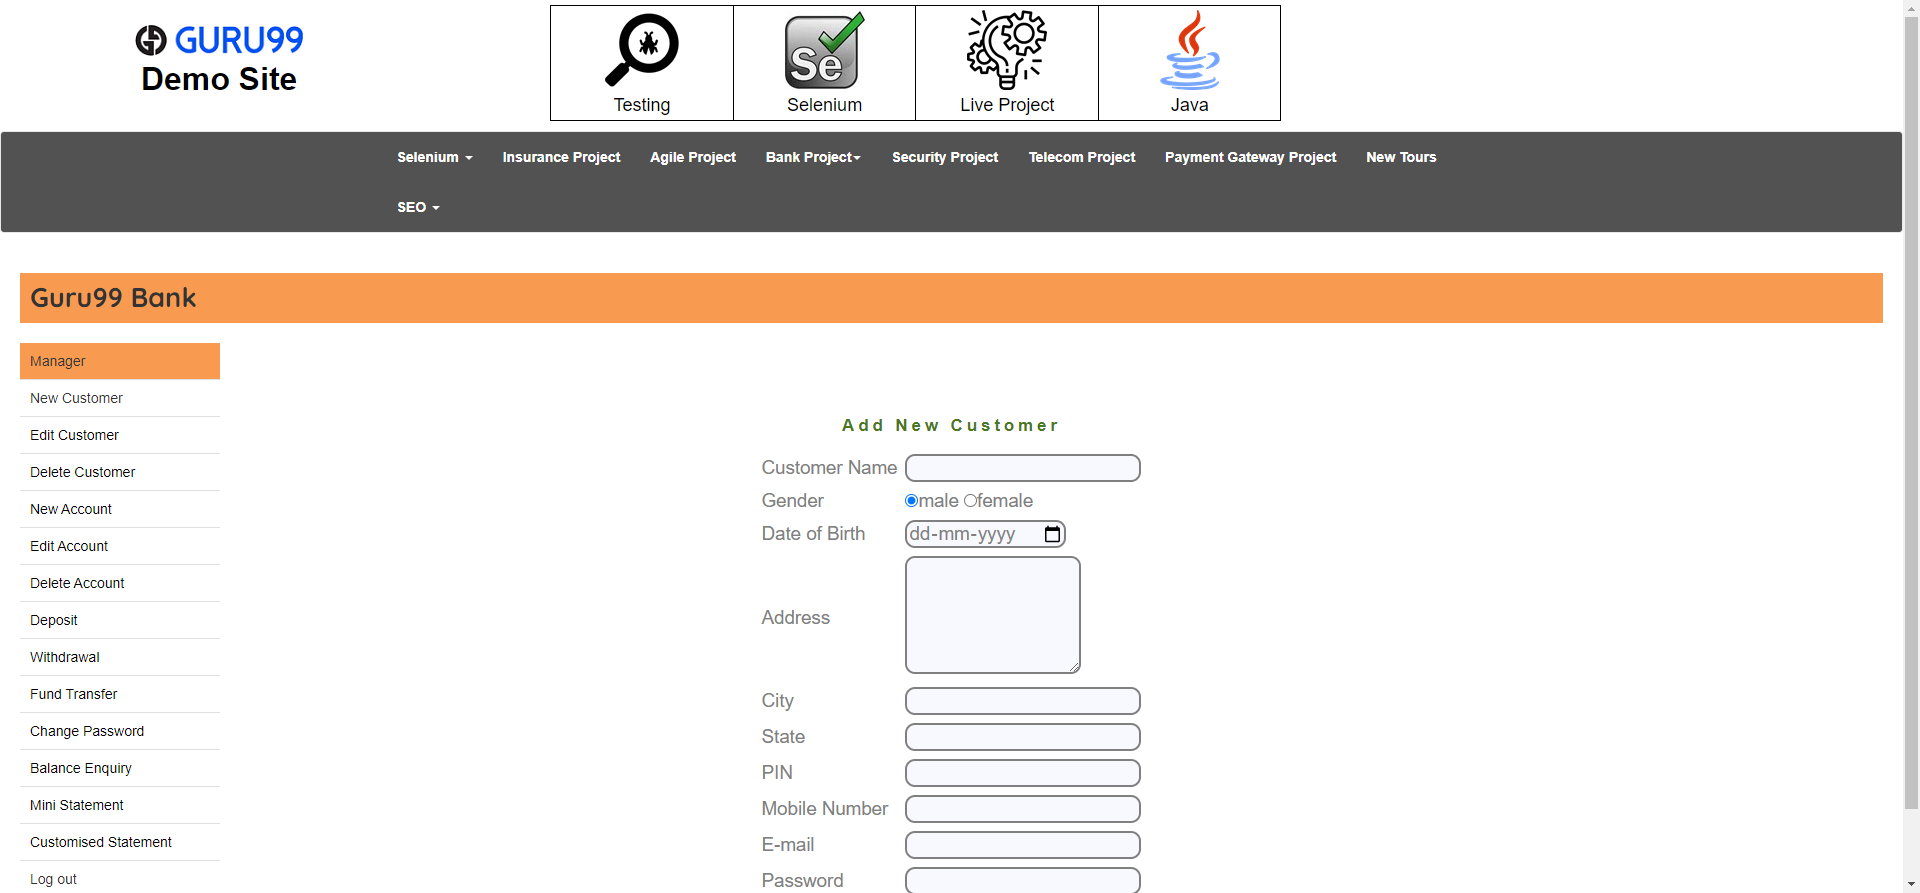 GURU99
Demo Site
Se
Testing
Selenium
Live Project
Java
Selenium
Insurance Project
Agile Project
Bank Project
Security Project
Telecom Project
Payment Gateway Project
New Tours
SEO
Guru99 Bank
Manager
New Customer
Edit Customer
Delete Customer
New Account
Edit Account
Delete Account
Deposit
Withdrawal
Fund Transfer
Change Password
Balance Enquiry
Mini Statement
Customised Statement
Log out
Add New Customer
Customer Name
Gender male female
Date of Birth dd-mm-yyyy
Address
City
State
PIN
Mobile Number
E-mail
Password